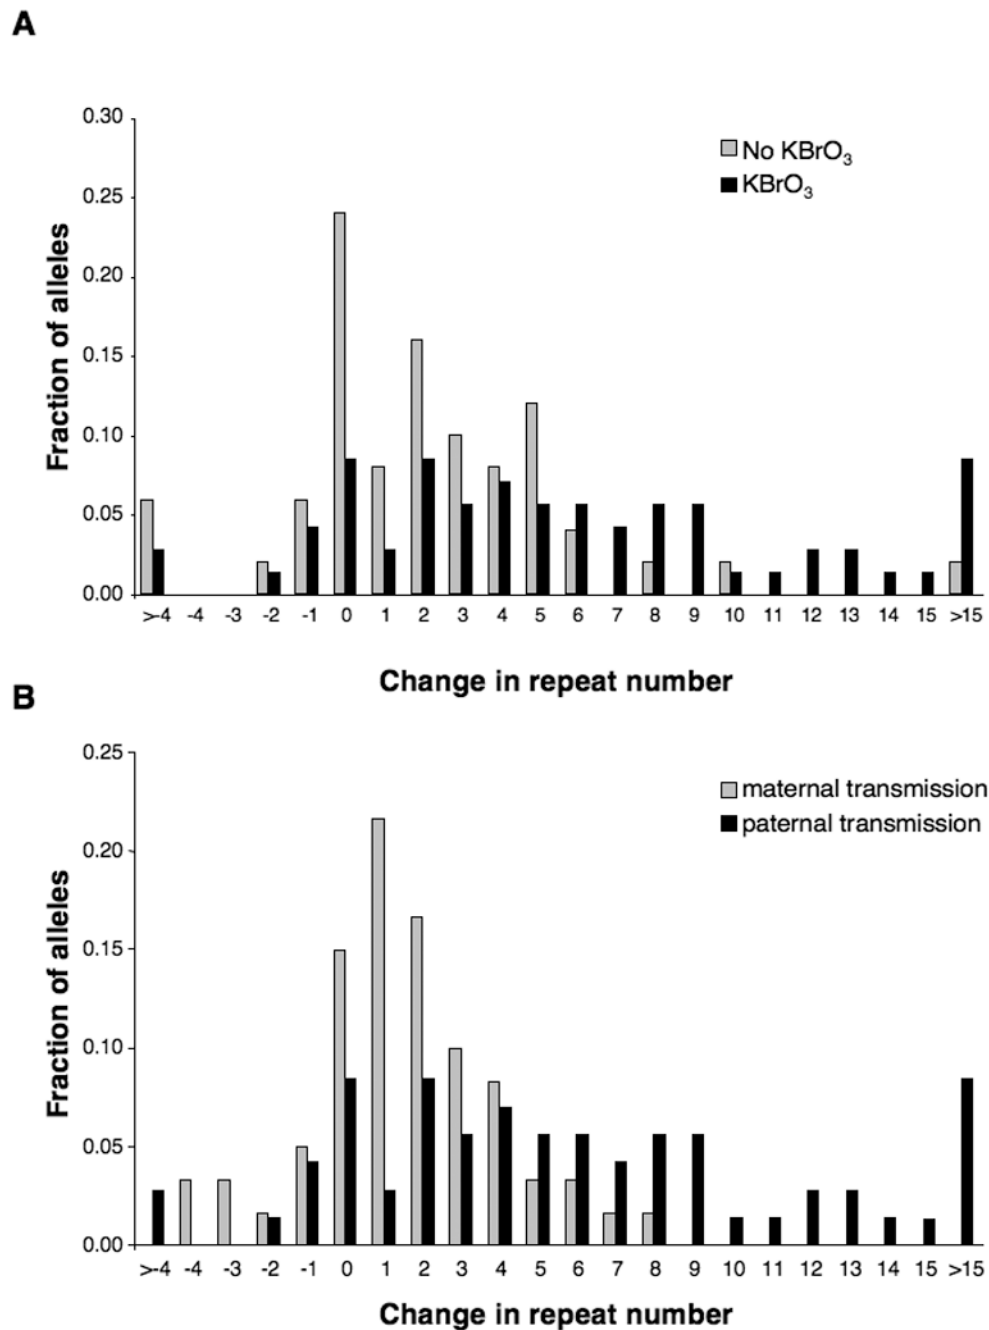 A
0.30
0.25
0.20
0.15
0.10
0.05
0.00
Fraction of alleles
No KBrO₃
KBrO₃
>-4 -4 -3 -2 -1 0 1 2 3 4 5 6 7 8 9 10 11 12 13 14 15 >15
Change in repeat number
B
0.25
0.20
0.15
0.10
0.05
0.00
Fraction of alleles
maternal transmission
paternal transmission
>-4 -4 -3 -2 -1 0 1 2 3 4 5 6 7 8 9 10 11 12 13 14 15 >15
Change in repeat number